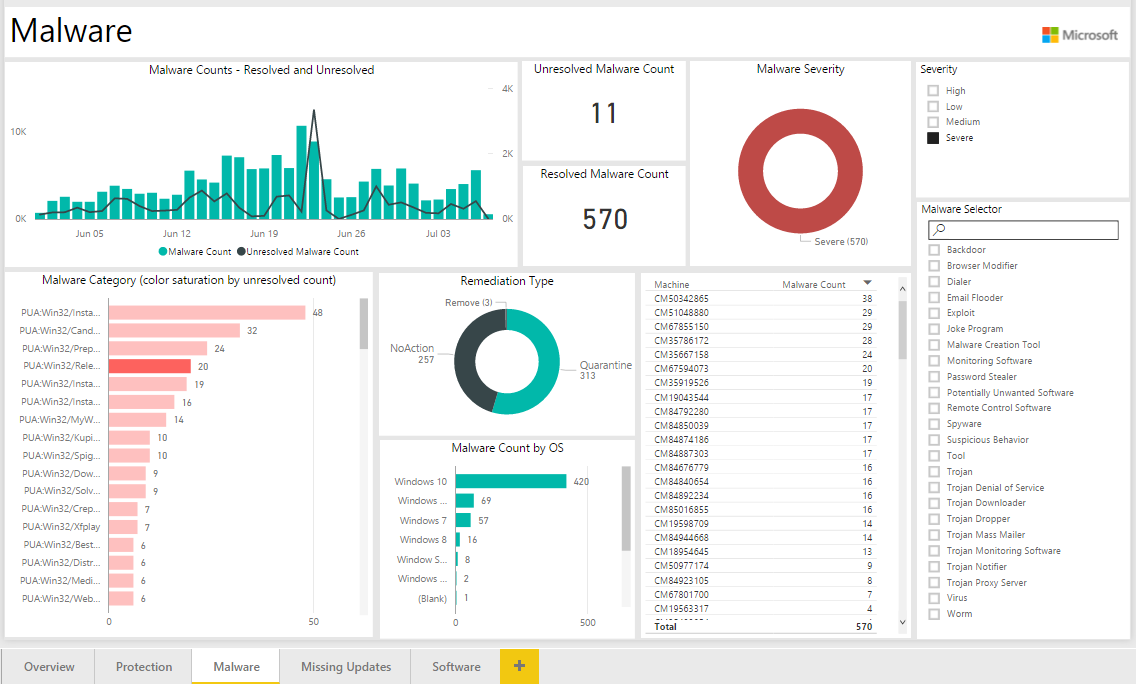 Malware
Microsoft
Malware Counts - Resolved and Unresolved
4K
10K
2K
0K
0K
Jun 05
Jun 12
Jun 19
Jun 26
Jul 03
Malware Count
Unresolved Malware Count
Unresolved Malware Count
11
Resolved Malware Count
570
Malware Severity
Severe (570)
Severity
High
Low
Medium
Severe
Malware Category (color saturation by unresolved count)
PUA:Win32/Insta... 48
PUA:Win32/Cand... 32
PUA:Win32/Prep... 24
PUA:Win32/Rele... 20
PUA:Win32/Insta... 19
PUA:Win32/Insta... 16
PUA:Win32/MyW... 14
PUA:Win32/Kupi... 10
PUA:Win32/Spig... 10
PUA:Win32/Dow... 9
PUA:Win32/Solv... 9
PUA:Win32/Crep... 7
PUA:Win32/Xfplay 7
PUA:Win32/Best... 6
PUA:Win32/Distr... 6
PUA:Win32/Medi... 6
PUA:Win32/Web... 6
0 50
Remediation Type
Remove (3)
NoAction
257
Quarantine
313
Malware Count by OS
Windows 10 420
Windows ... 69
Windows 7 57
Windows 8 16
Window S... 8
Windows ... 2
(Blank) 1
0 500
Machine Malware Count
CM50342865 38
CM51048880 29
CM67855150 29
CM35786172 28
CM35667158 24
CM67594073 20
CM35919526 19
CM19043544 17
CM84792280 17
CM84850039 17
CM84874186 17
CM84887303 17
CM84676779 16
CM84840654 16
CM84892234 16
CM85016855 16
CM19598709 14
CM84944668 14
CM18954645 13
CM50977174 9
CM84923105 8
CM67801700 7
CM19563317 4
Total 570
Malware Selector
Backdoor
Browser Modifier
Dialer
Email Flooder
Exploit
Joke Program
Malware Creation Tool
Monitoring Software
Password Stealer
Potentially Unwanted Software
Remote Control Software
Spyware
Suspicious Behavior
Tool
Trojan
Trojan Denial of Service
Trojan Downloader
Trojan Dropper
Trojan Mass Mailer
Trojan Monitoring Software
Trojan Notifier
Trojan Proxy Server
Virus
Worm
Overview
Protection
Malware
Missing Updates
Software
+